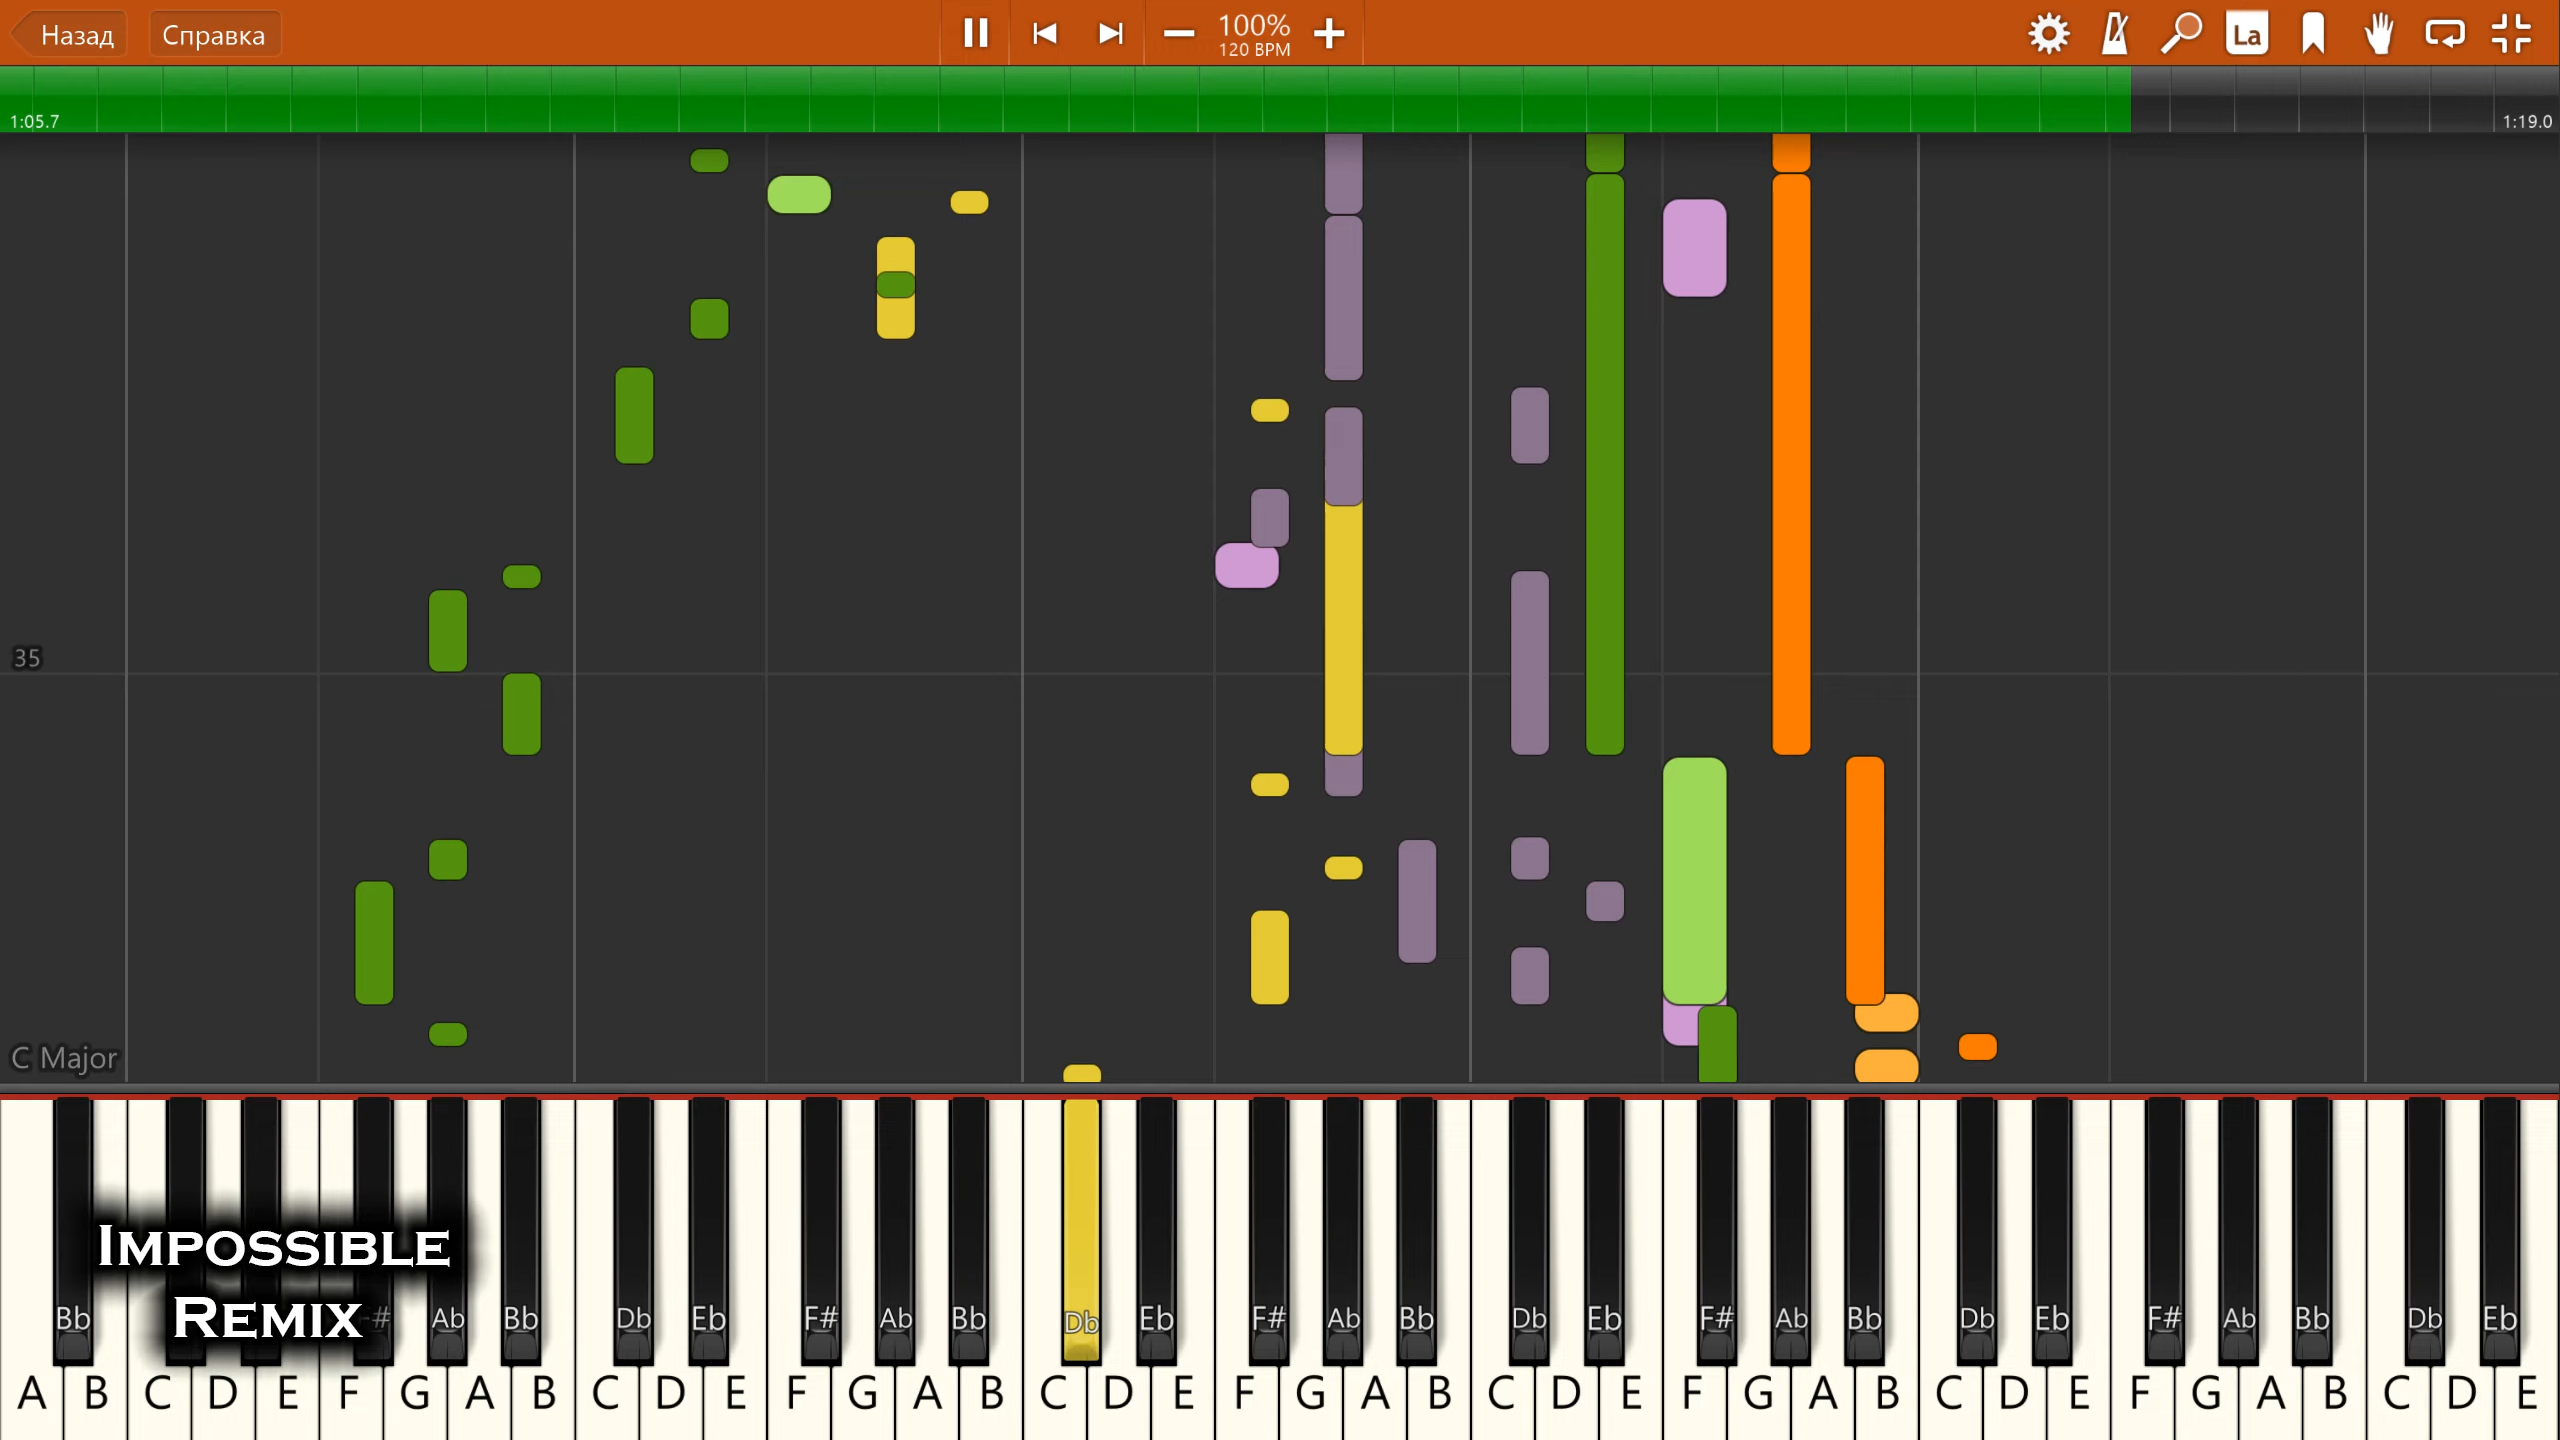 Назад Справка 100%
120 BPM
La
1:05.7 1:19.0
35
C Major
Impossible
Remix
Bb # Ab Bb Db Eb F# Ab Bb Db Eb F# Ab Bb Db Eb F# Ab Bb Db Eb F# Ab Bb Db Eb
A B C D E F G A B C D E F G A B C D E F G A B C D E F G A B C D E F G A B C D E